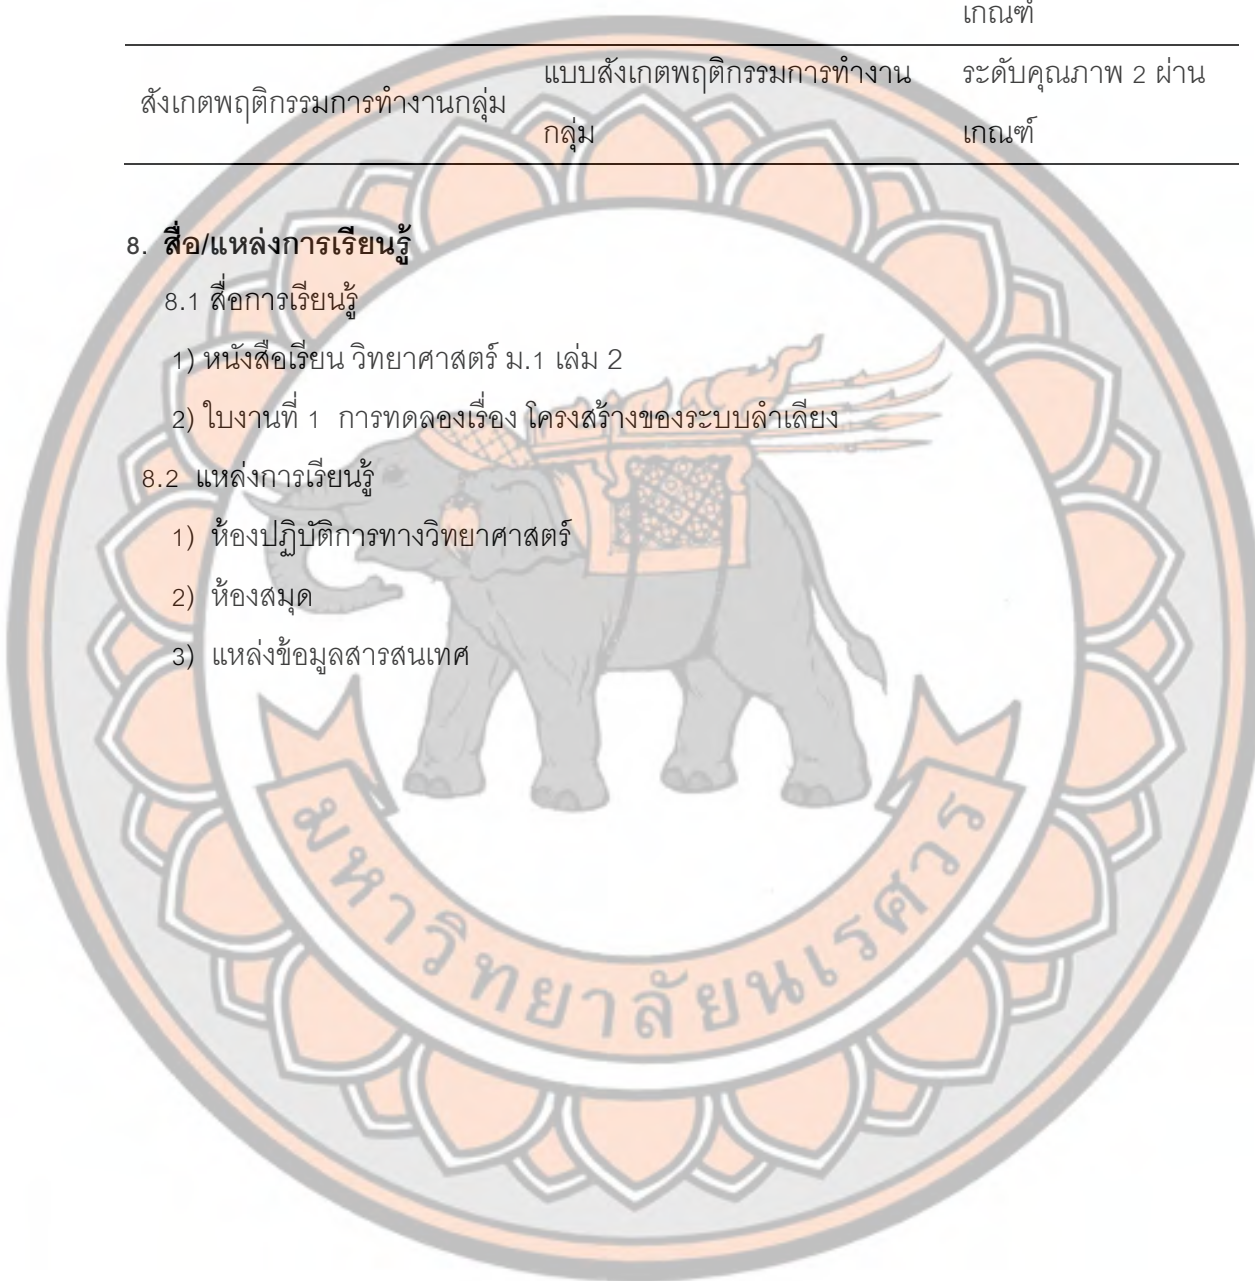 เกณฑ์
สังเกตพฤติกรรมการทำงานกลุ่ม แบบสังเกตพฤติกรรมการทำงาน ระดับคุณภาพ 2 ผ่าน
กลุ่ม เกณฑ์
8. สื่อ/แหล่งการเรียนรู้
8.1 สื่อการเรียนรู้
1) หนังสือเรียน วิทยาศาสตร์ ม.1 เล่ม 2
2) ใบงานที่ 1 การทดลองเรื่อง โครงสร้างของระบบลำเลียง
8.2 แหล่งการเรียนรู้
1) ห้องปฏิบัติการทางวิทยาศาสตร์
2) ห้องสมุด
3) แหล่งข้อมูลสารสนเทศ
มหาวิทยาลัยนเรศวร